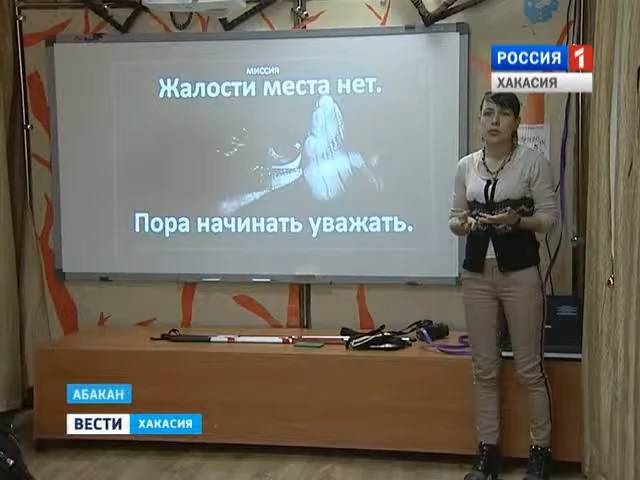 РОССИЯ 1
ХАКАСИЯ
миссия
Жалости места нет.
Пора начинать уважать.
АБАКАН
ВЕСТИ ХАКАСИЯ